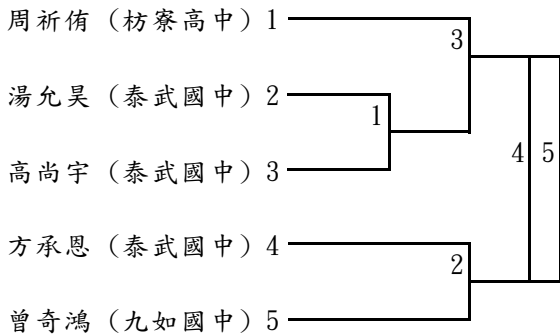 周祈侑（枋寮高中）1
3
湯允昊（泰武國中）2
1
4 5
高尚宇（泰武國中）3
方承恩（泰武國中）4
2
曾奇鴻（九如國中）5